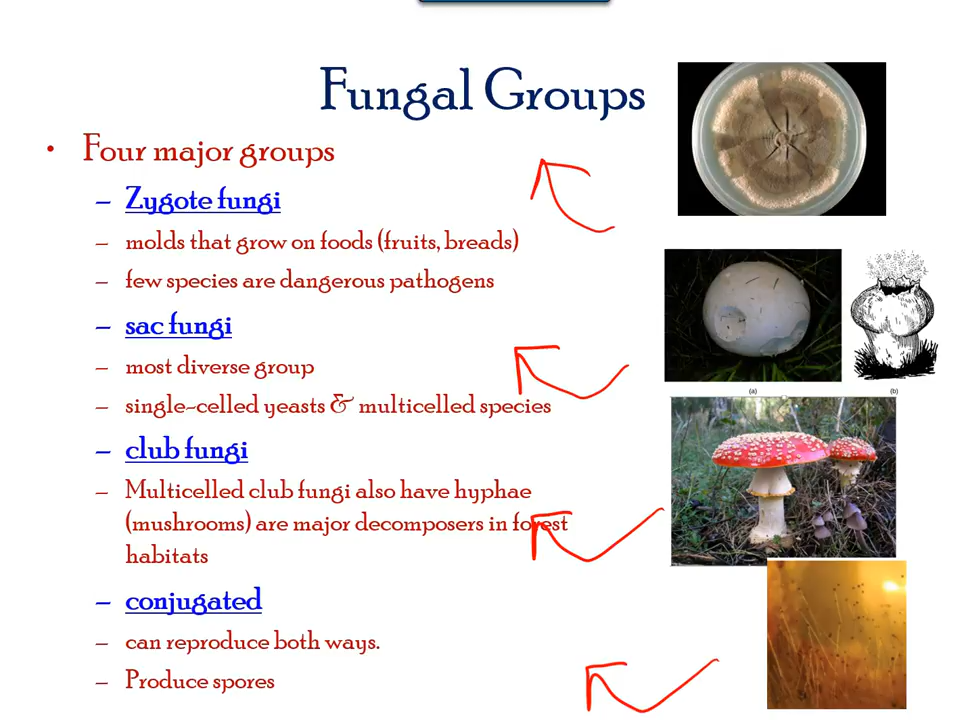 Fungal Groups
• Four major groups
– Zygote fungi
– molds that grow on foods (fruits, breads)
– few species are dangerous pathogens
– sac fungi
– most diverse group
– single-celled yeasts & multicelled species
(a)
(b)
– club fungi
– Multicelled club fungi also have hyphae
(mushrooms) are major decomposers in forest
habitats
– conjugated
– can reproduce both ways.
– Produce spores